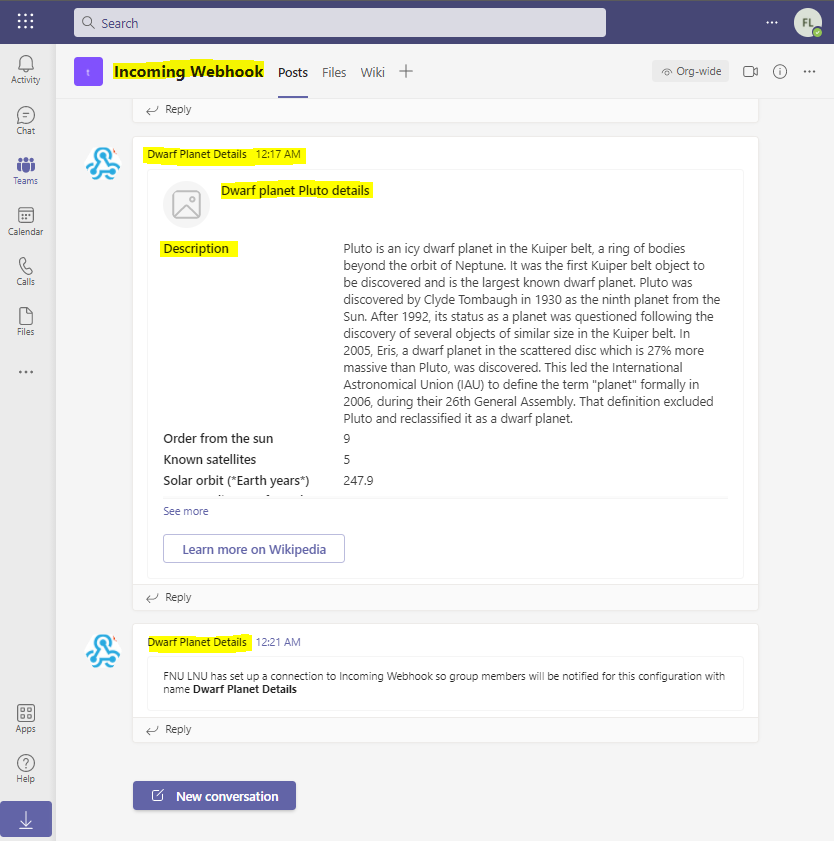 Search
FL
Activity
Chat
Teams
Calendar
Calls
Files
Apps
Help
t
Incoming Webhook Posts Files Wiki
Org-wide
Reply
Dwarf Planet Details 12:17 AM
Dwarf planet Pluto details
Description
Pluto is an icy dwarf planet in the Kuiper belt, a ring of bodies
beyond the orbit of Neptune. It was the first Kuiper belt object to
be discovered and is the largest known dwarf planet. Pluto was
discovered by Clyde Tombaugh in 1930 as the ninth planet from the
Sun. After 1992, its status as a planet was questioned following the
discovery of several objects of similar size in the Kuiper belt. In
2005, Eris, a dwarf planet in the scattered disc which is 27% more
massive than Pluto, was discovered. This led the International
Astronomical Union (IAU) to define the term "planet" formally in
2006, during their 26th General Assembly. That definition excluded
Pluto and reclassified it as a dwarf planet.
Order from the sun 9
Known satellites 5
Solar orbit (*Earth years*) 247.9
See more
Learn more on Wikipedia
Reply
Dwarf Planet Details 12:21 AM
FNU LNU has set up a connection to Incoming Webhook so group members will be notified for this configuration with
name Dwarf Planet Details
Reply
New conversation